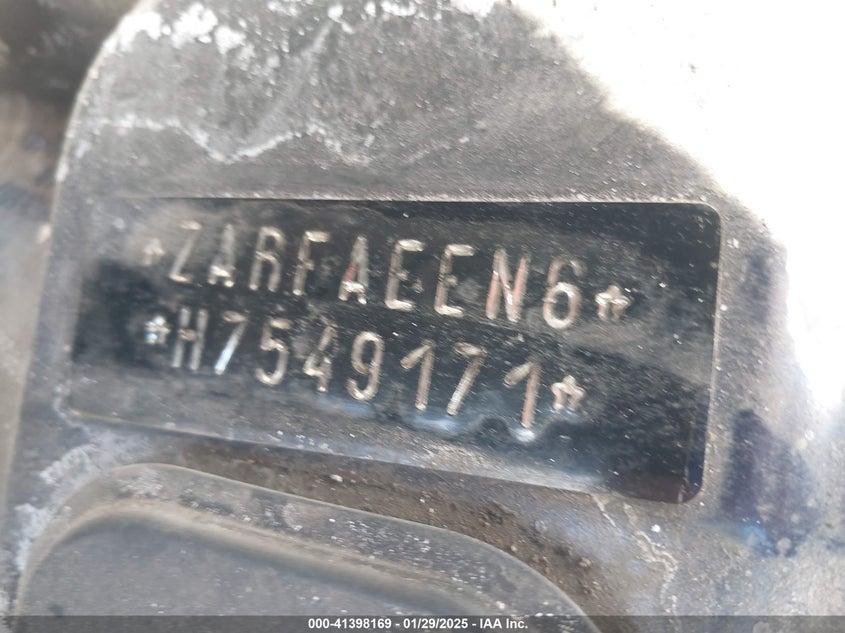 *ZARFAEEN6*
*H7549171*
000-41398169 — 01/29/2025 — IAA Inc.